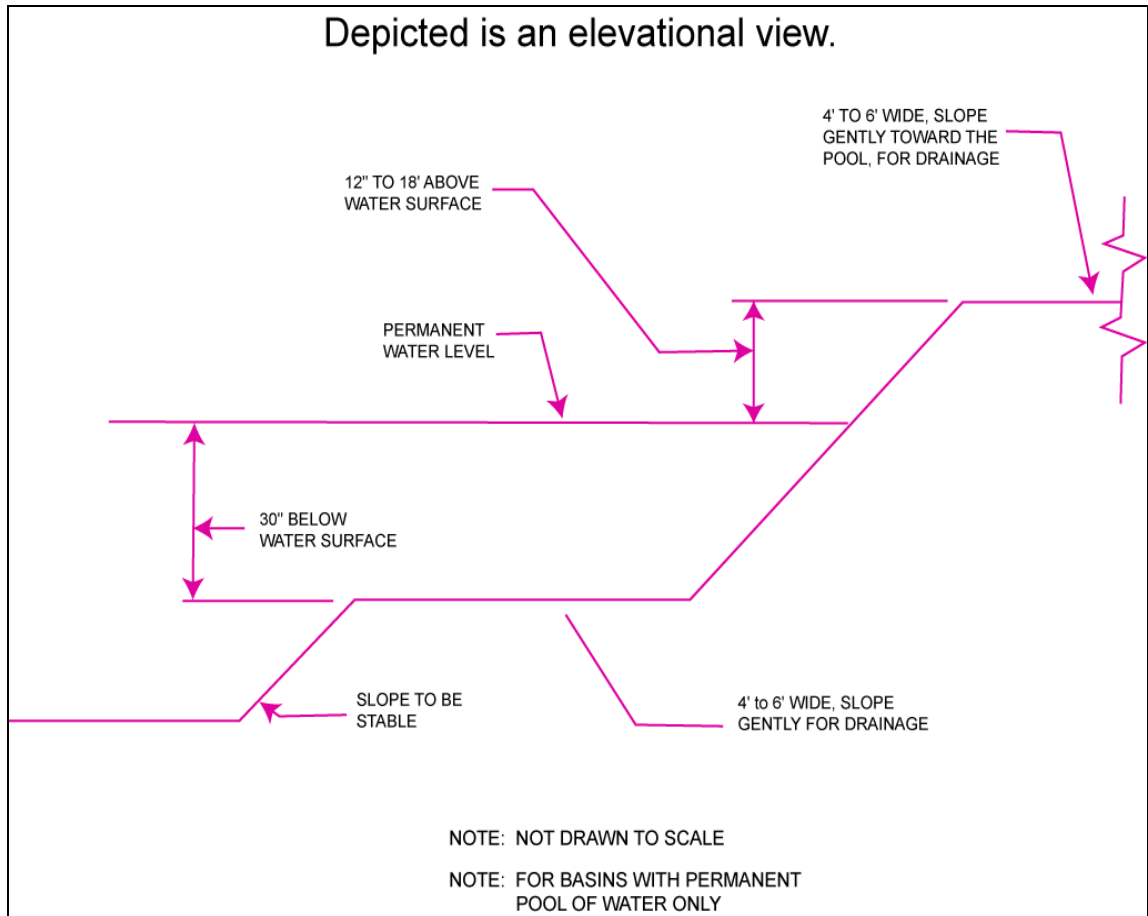 Depicted is an elevational view.
4' TO 6' WIDE, SLOPE
GENTLY TOWARD THE
POOL, FOR DRAINAGE
12" TO 18' ABOVE
WATER SURFACE
PERMANENT
WATER LEVEL
30" BELOW
WATER SURFACE
SLOPE TO BE
STABLE
4' to 6' WIDE, SLOPE
GENTLY FOR DRAINAGE
NOTE: NOT DRAWN TO SCALE
NOTE: FOR BASINS WITH PERMANENT
POOL OF WATER ONLY